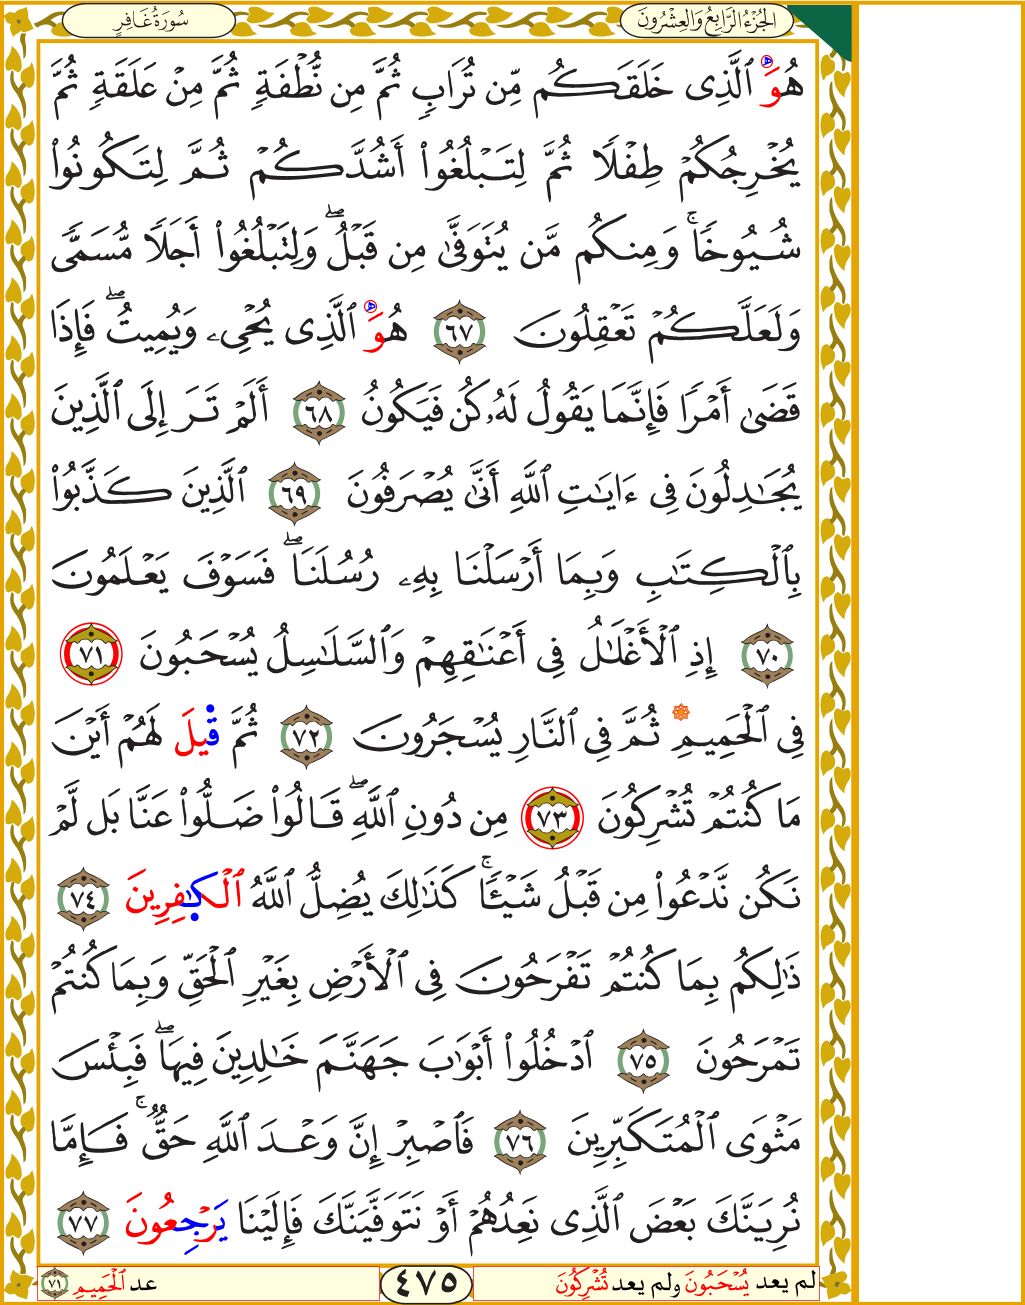 الجُزْءُ الرَّابِعُ وَالعِشْرُونَ
سُورَةُ غَافِرٍ
هُوَ ٱلَّذِى خَلَقَكُم مِّن تُرَابٖ ثُمَّ مِن نُّطْفَةٖ ثُمَّ مِنْ عَلَقَةٖ ثُمَّ
يُخْرِجُكُمْ طِفْلًا ثُمَّ لِتَبْلُغُوٓا۟ أَشُدَّكُمْ ثُمَّ لِتَكُونُوا۟
شُيُوخًاۚ وَمِنكُم مَّن يُتَوَفَّىٰ مِن قَبْلُۖ وَلِتَبْلُغُوٓا۟ أَجَلًا مُّسَمًّى
وَلَعَلَّكُمْ تَعْقِلُونَ ٦٧ هُوَ ٱلَّذِى يُحْىِۦ وَيُمِيتُۖ فَإِذَا
قَضَىٰٓ أَمْرًا فَإِنَّمَا يَقُولُ لَهُۥ كُن فَيَكُونُ ٦٨ أَلَمْ تَرَ إِلَى ٱلَّذِينَ
يُجَـٰدِلُونَ فِىٓ ءَايَـٰتِ ٱللَّهِ أَنَّىٰ يُصْرَفُونَ ٦٩ ٱلَّذِينَ كَذَّبُوا۟
بِٱلْكِتَـٰبِ وَبِمَآ أَرْسَلْنَا بِهِۦ رُسُلَنَاۖ فَسَوْفَ يَعْلَمُونَ
٧٠ إِذِ ٱلْأَغْلَـٰلُ فِىٓ أَعْنَـٰقِهِمْ وَٱلسَّلَـٰسِلُ يُسْحَبُونَ ٧١
فِى ٱلْحَمِيمِ ثُمَّ فِى ٱلنَّارِ يُسْجَرُونَ ٧٢ ثُمَّ قِيلَ لَهُمْ أَيْنَ
مَا كُنتُمْ تُشْرِكُونَ ٧٣ مِن دُونِ ٱللَّهِۖ قَالُوا۟ ضَلُّوا۟ عَنَّا بَل لَّمْ
نَكُن نَّدْعُوا۟ مِن قَبْلُ شَيْـًٔاۚ كَذَٰلِكَ يُضِلُّ ٱللَّهُ ٱلْكَـٰفِرِينَ ٧٤
ذَٰلِكُم بِمَا كُنتُمْ تَفْرَحُونَ فِى ٱلْأَرْضِ بِغَيْرِ ٱلْحَقِّ وَبِمَا كُنتُمْ
تَمْرَحُونَ ٧٥ ٱدْخُلُوٓا۟ أَبْوَٰبَ جَهَنَّمَ خَـٰلِدِينَ فِيهَاۖ فَبِئْسَ
مَثْوَى ٱلْمُتَكَبِّرِينَ ٧٦ فَٱصْبِرْ إِنَّ وَعْدَ ٱللَّهِ حَقٌّۚ فَإِمَّا
نُرِيَنَّكَ بَعْضَ ٱلَّذِى نَعِدُهُمْ أَوْ نَتَوَفَّيَنَّكَ فَإِلَيْنَا يَرْجِعُونَ ٧٧
لم يعد يُسْحَبُونَ ولم يعد تُشْرِكُونَ
٤٧٥
عد ٱلْحَمِيمِ ٧١